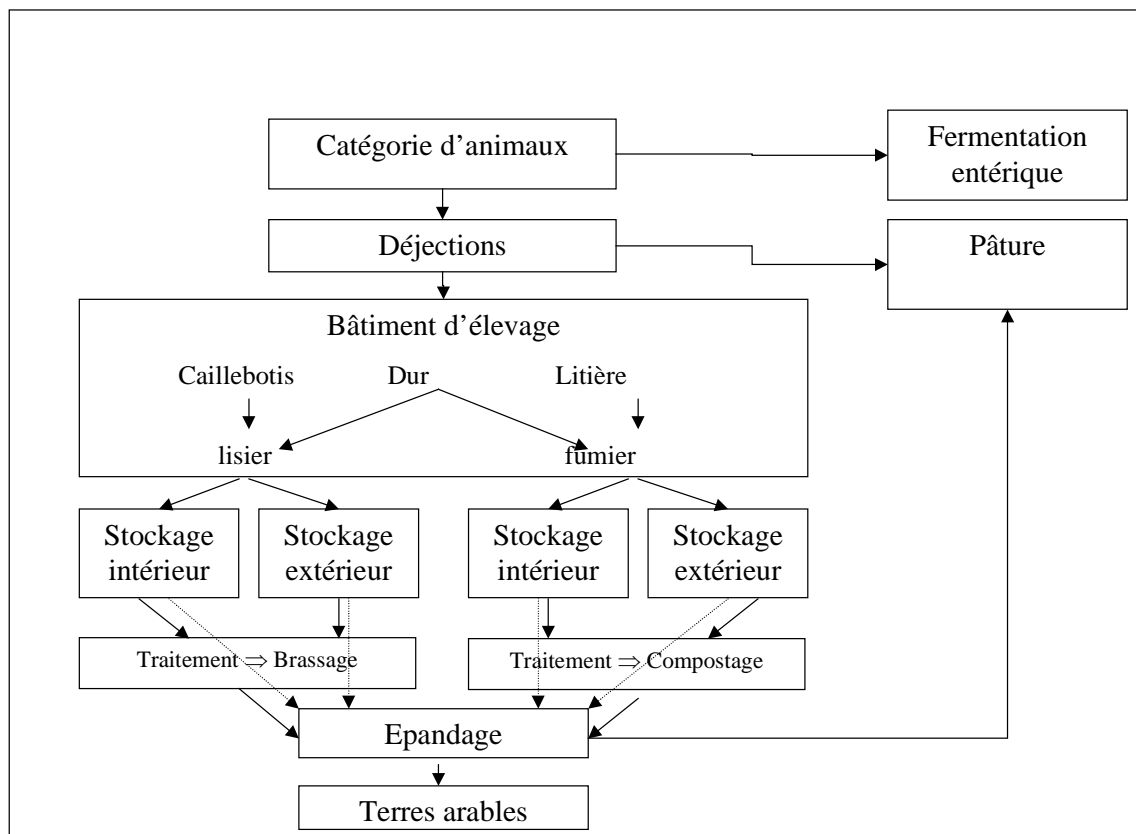 Catégorie d’animaux
Fermentation
entérique
Déjections
Pâture
Bâtiment d’élevage
Caillebotis
Dur
Litière
lisier
fumier
Stockage
intérieur
Stockage
extérieur
Stockage
intérieur
Stockage
extérieur
Traitement ⇒ Brassage
Traitement ⇒ Compostage
Epandage
Terres arables